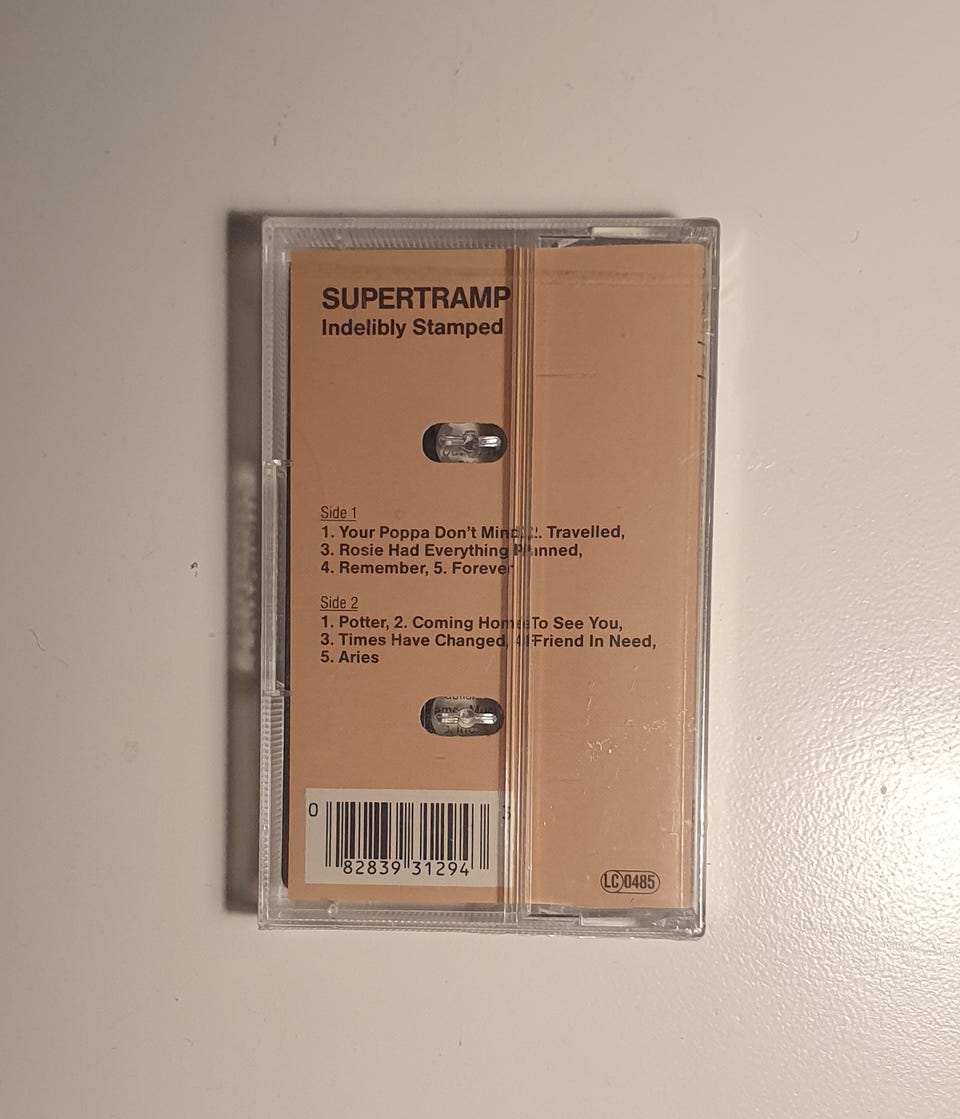 SUPERTRAMP
Indelibly Stamped
Side 1
1. Your Poppa Don't Mind, 2. Travelled,
3. Rosie Had Everything Planned,
4. Remember, 5. Forever
Side 2
1. Potter, 2. Coming Home To See You,
3. Times Have Changed, 4. Friend In Need,
5. Aries
0 82839 31294 3
LC 0485